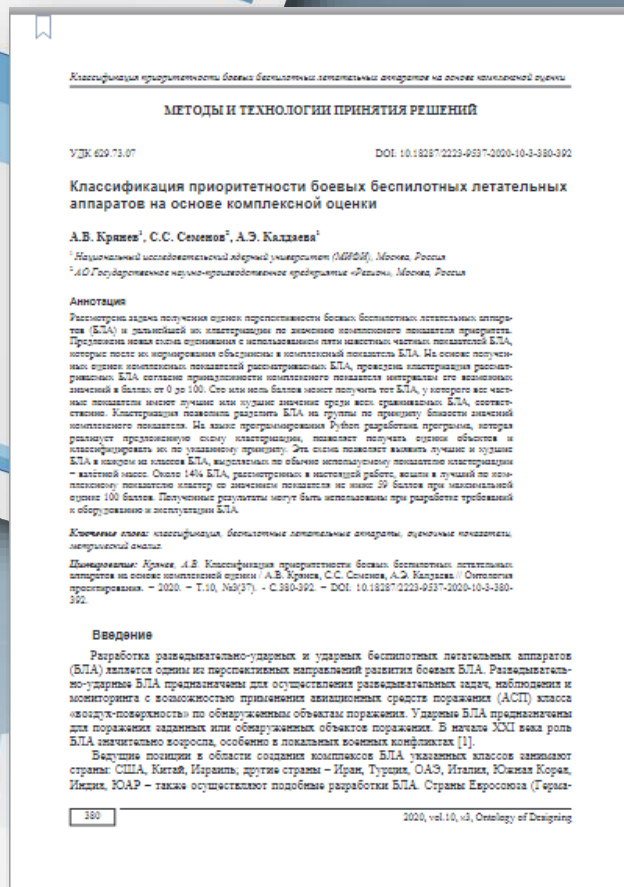 Классификация приоритетности боевых беспилотных летательных аппаратов на основе комплексной оценки
МЕТОДЫ И ТЕХНОЛОГИИ ПРИНЯТИЯ РЕШЕНИЙ
УДК 629.73.07
DOI: 10.18287/2223-9537-2020-10-3-380-392
Классификация приоритетности боевых беспилотных летательных
аппаратов на основе комплексной оценки
А.В. Крянев¹, С.С. Семенов², А.Э. Калдаева¹
¹ Национальный исследовательский ядерный университет (МИФИ), Москва, Россия
² АО Государственное научно-производственное предприятие «Регион», Москва, Россия
Аннотация
Рассмотрена задача получения оценок перспективности боевых беспилотных летательных аппара-
тов (БЛА) и дальнейшей их кластеризации по значению комплексного показателя приоритета.
Предложена новая схема оценивания с использованием пяти известных частных показателей БЛА,
которые после их нормирования объединены в комплексный показатель БЛА. На основе получен-
ных оценок комплексных показателей рассматриваемых БЛА, проведена кластеризация рассмат-
риваемых БЛА согласно принадлежности комплексного показателя интервалам его возможных
значений в баллах от 0 до 100. Сто или ноль баллов может получить тот БЛА, у которого все част-
ные показатели имеют лучшие или худшие значение среди всех сравниваемых БЛА, соответ-
ственно. Кластеризация позволила разделить БЛА на группы по принципу близости значений
комплексного показателя. На языке программирования Python разработана программа, которая
реализует предложенную схему кластеризации, позволяет получать оценки объектов и
классифицировать их по указанному принципу. Эта схема позволяет выявить лучшие и худшие
БЛА в каждом из классов БЛА, выделяемых по обычно используемому показателю кластеризации
– взлётной массе. Около 14% БЛА, рассмотренных в настоящей работе, вошли в лучший по ком-
плексному показателю кластер со значением показателя не ниже 59 баллов при максимальной
оценке 100 баллов. Полученные результаты могут быть использованы при разработке требований
к оборудованию и эксплуатации БЛА.
Ключевые слова: классификация, беспилотные летательные аппараты, оценочные показатели,
метрический анализ.
Цитирование: Крянев, А.В. Классификация приоритетности боевых беспилотных летательных
аппаратов на основе комплексной оценки / А.В. Крянев, С.С. Семенов, А.Э. Калдаева // Онтология
проектирования. – 2020. – Т.10, №3(37). - С.380-392. – DOI: 10.18287/2223-9537-2020-10-3-380-
392.
Введение
Разработка разведывательно-ударных и ударных беспилотных летательных аппаратов
(БЛА) является одним из перспективных направлений развития боевых БЛА. Разведыватель-
но-ударные БЛА предназначены для осуществления разведывательных задач, наблюдения и
мониторинга с возможностью применения авиационных средств поражения (АСП) класса
«воздух-поверхность» по обнаруженным объектам поражения. Ударные БЛА предназначены
для поражения заданных или обнаруженных объектов поражения. В начале XXI века роль
БЛА значительно возросла, особенно в локальных военных конфликтах [1].
Ведущие позиции в области создания комплексов БЛА указанных классов занимают
страны: США, Китай, Израиль; другие страны – Иран, Турция, ОАЭ, Италия, Южная Корея,
Индия, ЮАР – также осуществляют подобные разработки БЛА. Страны Евросоюза (Герма-
380
2020, vol.10, к3, Ontology of Designing